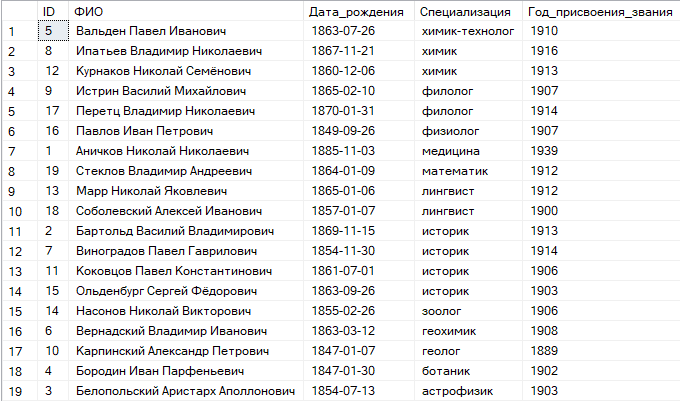 ID ФИО Дата_рождения Специализация Год_присвоения_звания
1 5 Вальден Павел Иванович 1863-07-26 химик-технолог 1910
2 8 Ипатьев Владимир Николаевич 1867-11-21 химик 1916
3 12 Курнаков Николай Семёнович 1860-12-06 химик 1913
4 9 Истрин Василий Михайлович 1865-02-10 филолог 1907
5 17 Перетц Владимир Николаевич 1870-01-31 филолог 1914
6 16 Павлов Иван Петрович 1849-09-26 физиолог 1907
7 1 Аничков Николай Николаевич 1885-11-03 медицина 1939
8 19 Стеклов Владимир Андреевич 1864-01-09 математик 1912
9 13 Марр Николай Яковлевич 1865-01-06 лингвист 1912
10 18 Соболевский Алексей Иванович 1857-01-07 лингвист 1900
11 2 Бартольд Василий Владимирович 1869-11-15 историк 1913
12 7 Виноградов Павел Гаврилович 1854-11-30 историк 1914
13 11 Коковцов Павел Константинович 1861-07-01 историк 1906
14 15 Ольденбург Сергей Фёдорович 1863-09-26 историк 1903
15 14 Насонов Николай Викторович 1855-02-26 зоолог 1906
16 6 Вернадский Владимир Иванович 1863-03-12 геохимик 1908
17 10 Карпинский Александр Петрович 1847-01-07 геолог 1889
18 4 Бородин Иван Парфеньевич 1847-01-30 ботаник 1902
19 3 Белопольский Аристарх Аполлонович 1854-07-13 астрофизик 1903